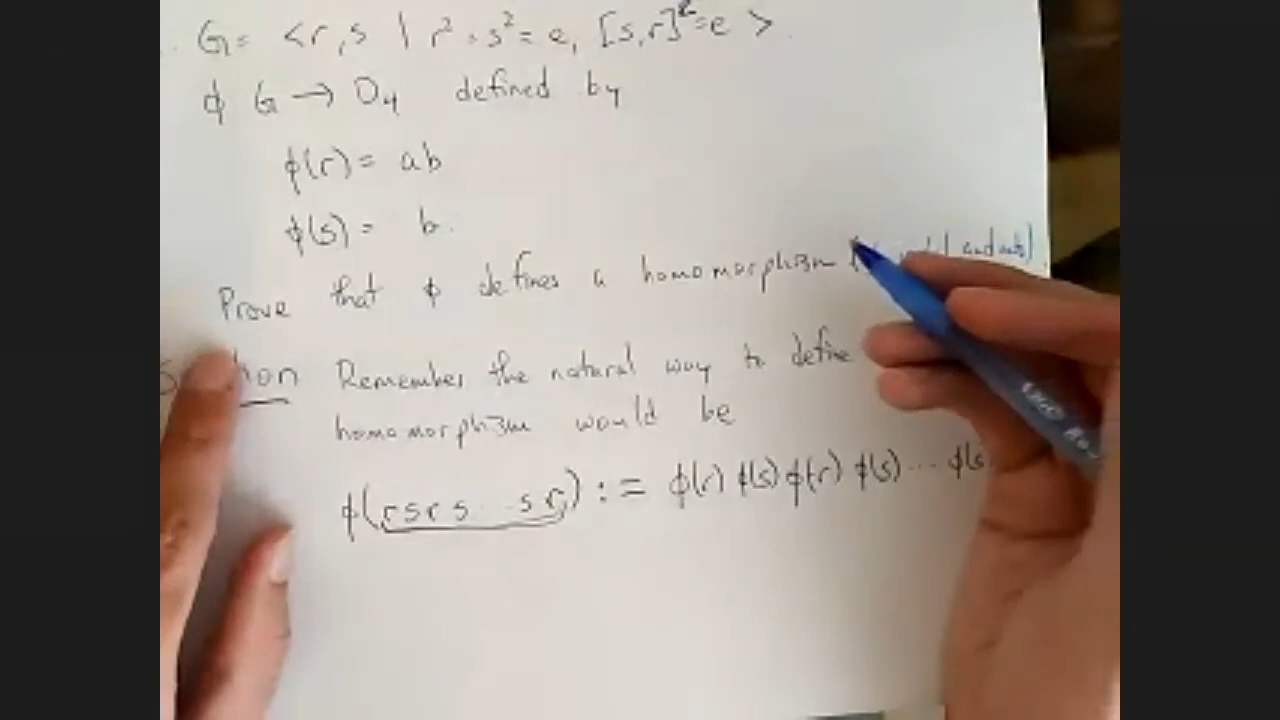 G = <r, s | r² = s² = e, [s,r]² = e >.
ϕ G → D₄ defined by
ϕ(r) = ab
ϕ(s) = b.
Prove that ϕ defines a homomorphism
Remember the natural way to define
homomorphism would be
ϕ(rsrs...sr) := ϕ(r) ϕ(s) ϕ(r) ϕ(s) ... ϕ(s